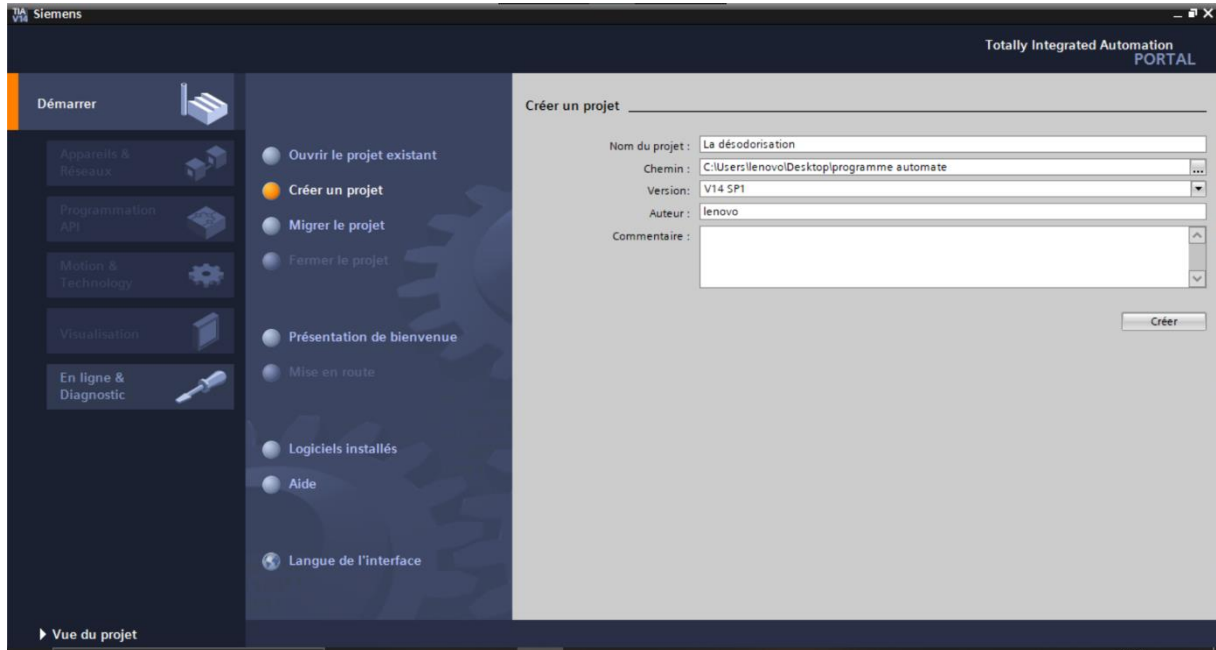 TIA V14 Siemens
Totally Integrated Automation
PORTAL
Démarrer
Appareils &
Réseaux
Programmation
API
Motion &
Technology
Visualisation
En ligne &
Diagnostic
Vue du projet
Ouvrir le projet existant
Créer un projet
Migrer le projet
Fermer le projet
Présentation de bienvenue
Mise en route
Logiciels installés
Aide
Langue de l'interface
Créer un projet
Nom du projet : La désodorisation
Chemin : C:\Users\lenovo\Desktop\programme automate ...
Version: V14 SP1
Auteur : lenovo
Commentaire :
Créer